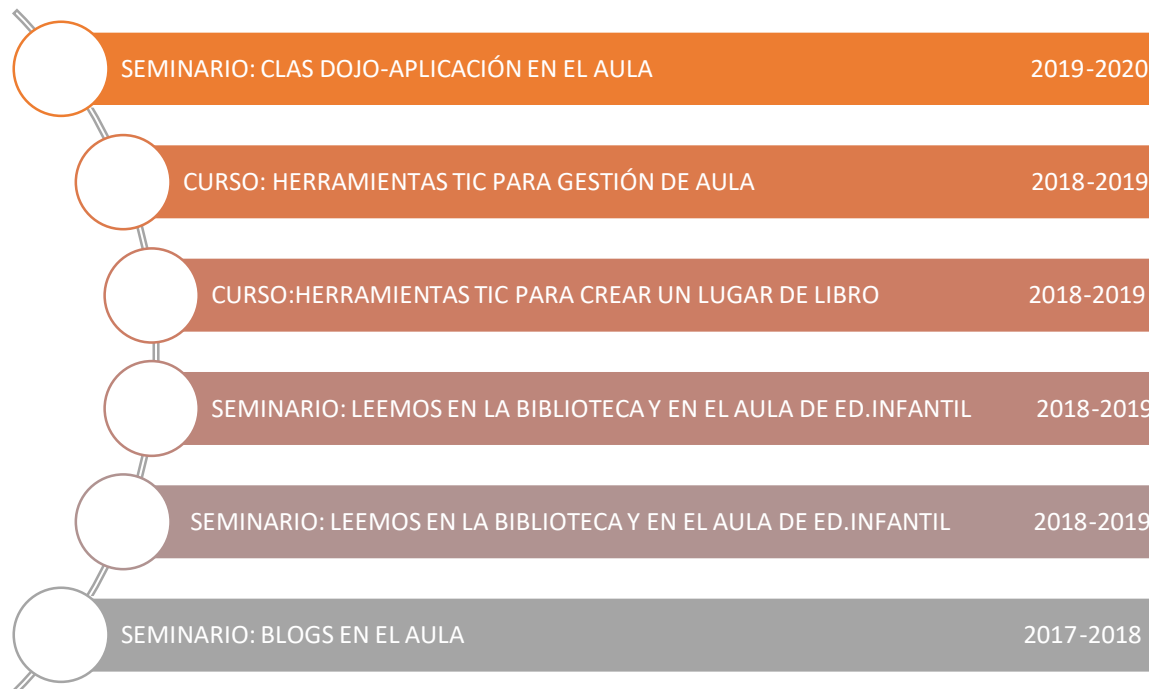 SEMINARIO: CLAS DOJO-APLICACIÓN EN EL AULA 2019-2020
CURSO: HERRAMIENTAS TIC PARA GESTIÓN DE AULA 2018-2019
CURSO:HERRAMIENTAS TIC PARA CREAR UN LUGAR DE LIBRO 2018-2019
SEMINARIO: LEEMOS EN LA BIBLIOTECA Y EN EL AULA DE ED.INFANTIL 2018-2019
SEMINARIO: LEEMOS EN LA BIBLIOTECA Y EN EL AULA DE ED.INFANTIL 2018-2019
SEMINARIO: BLOGS EN EL AULA 2017-2018